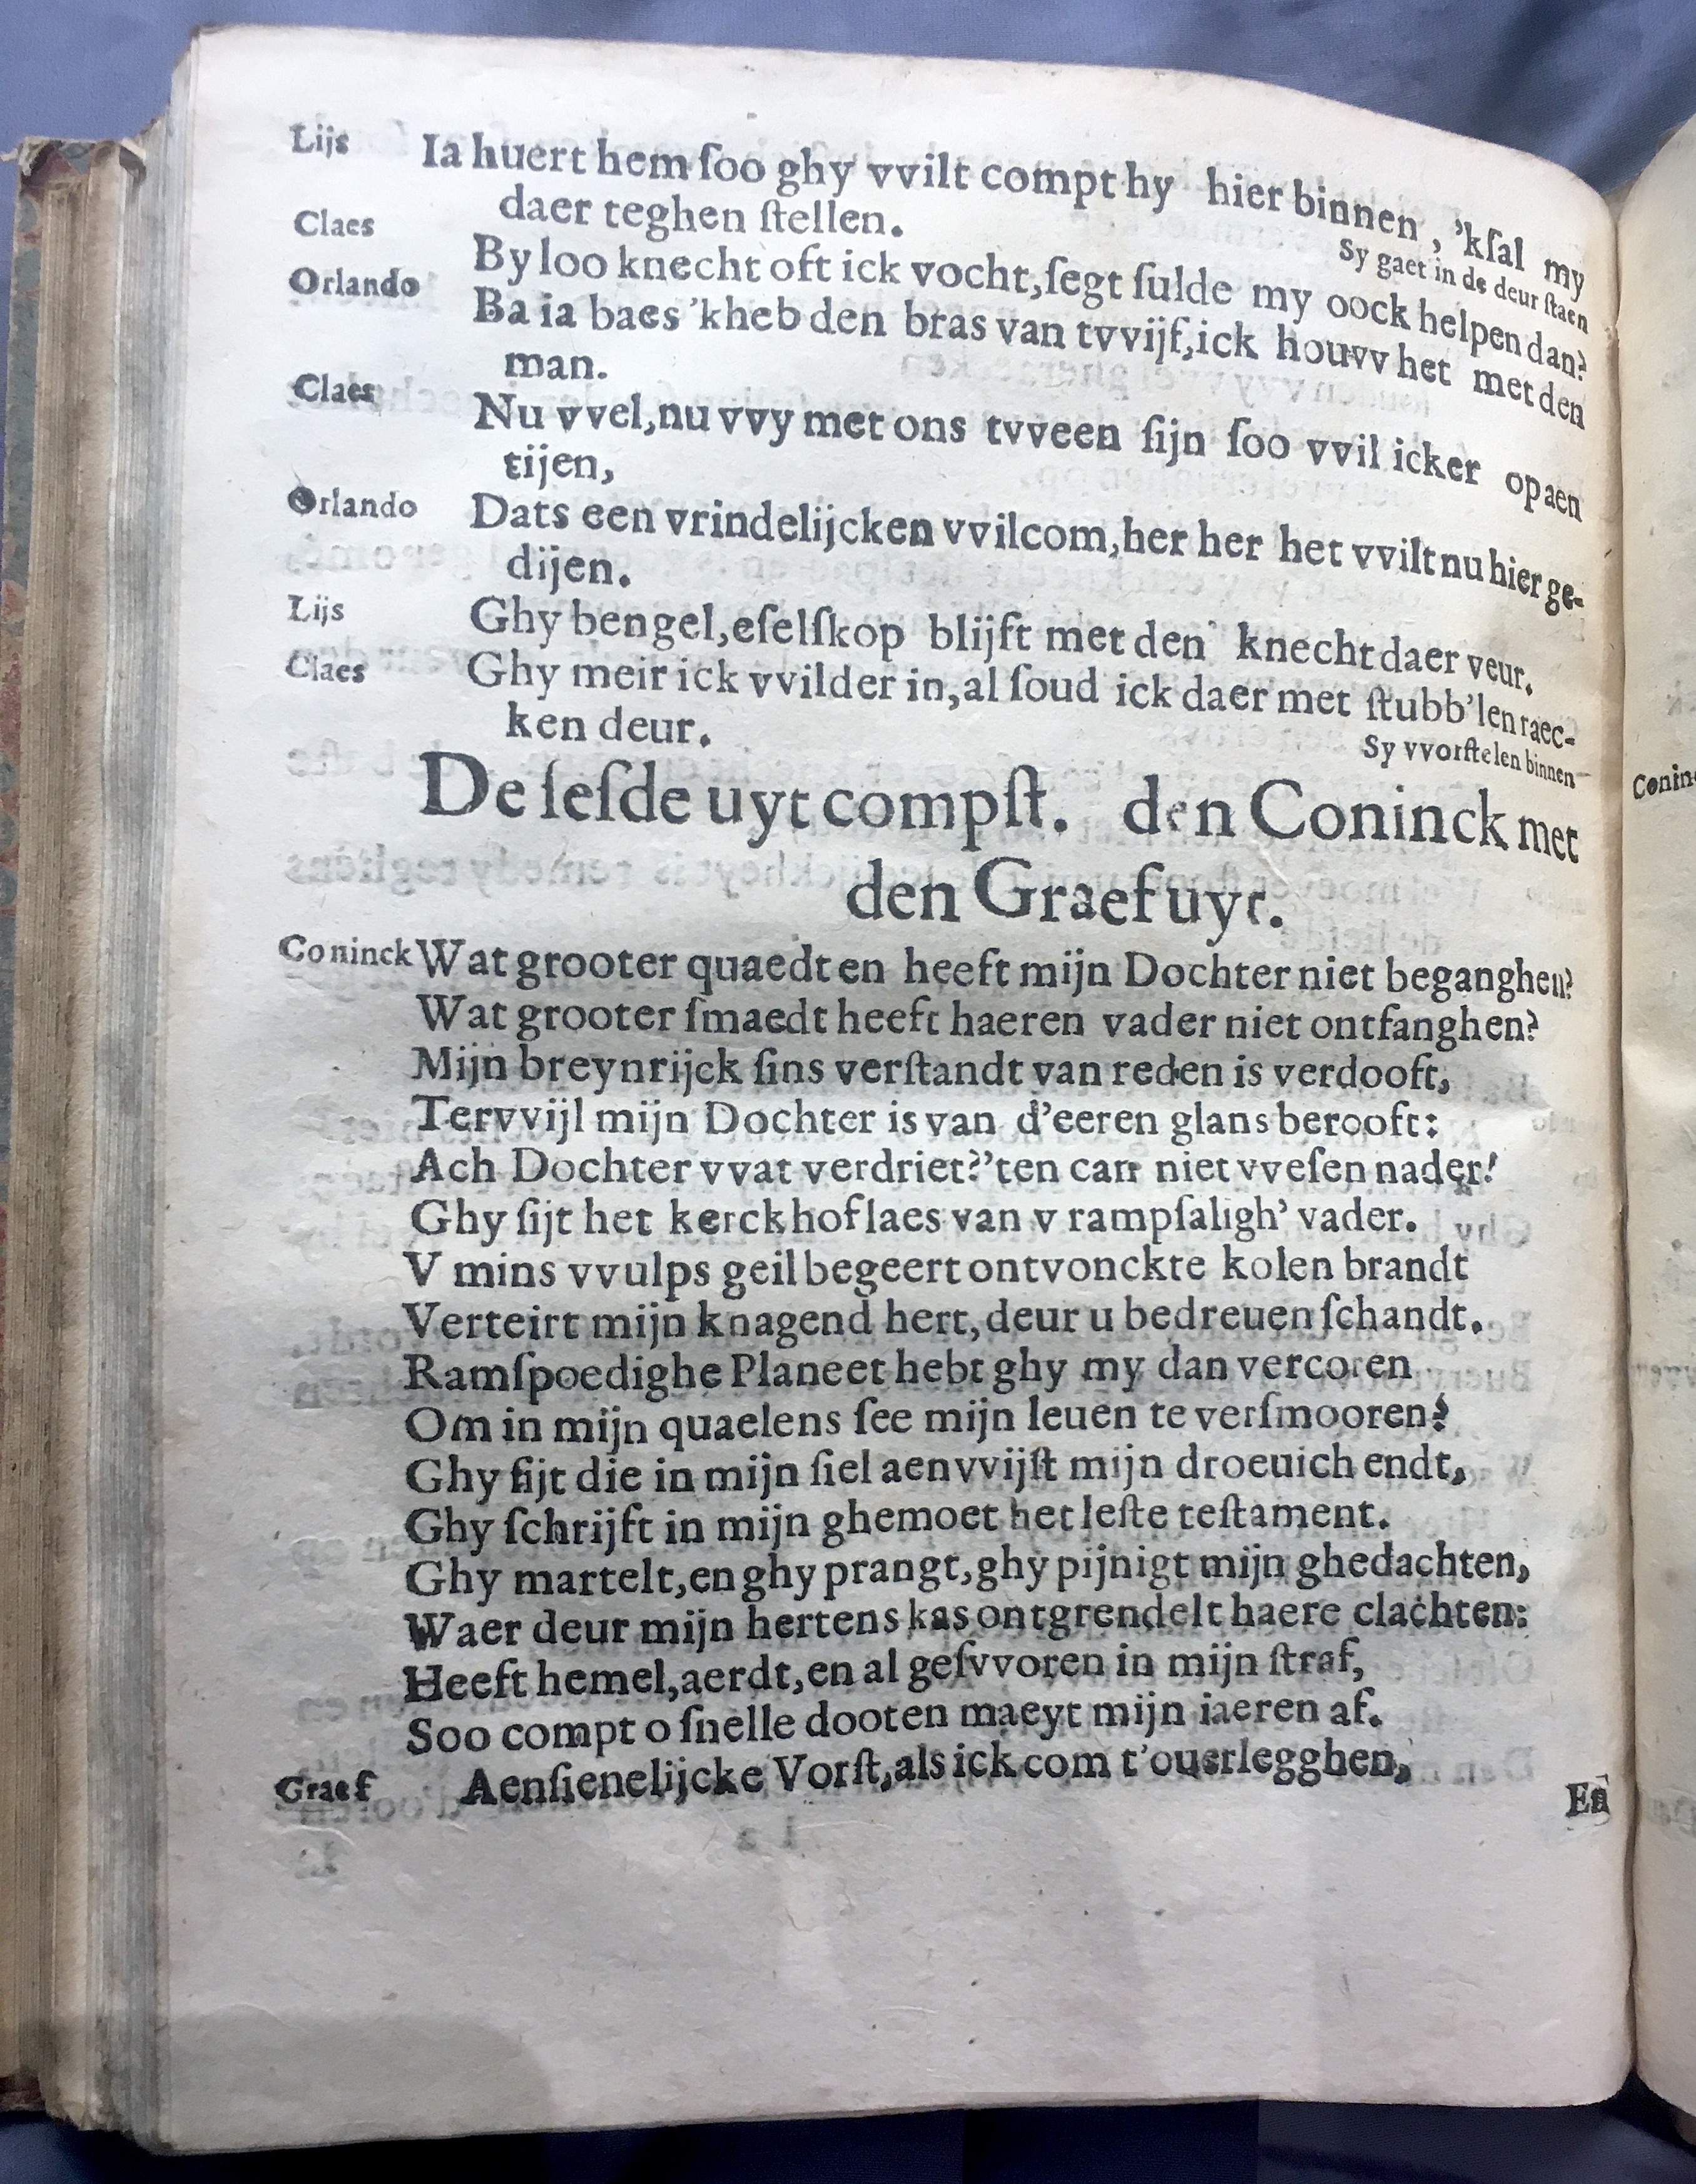 Lijs Ia huert hem ſoo ghy vvilt compt hy hier binnen, 'kſal my
daer teghen ſtellen.
Sy gaet in de deur ſtaen
Claes By loo knecht oft ick vocht,ſegt ſulde my oock helpen dan?
Orlando Ba ia baes 'kheb den bras van tvvijf,ick houvv het met den
man.
Claes Nu vvel,nu vvy met ons tvveen ſijn ſoo vvil icker op aen
tijen,
Orlando Dats een vrindelijcken vvilcom,her her het vvilt nu hier ge-
dijen.
Lijs Ghy bengel,eſelſkop blijft met den knecht daer veur.
Claes Ghy meir ick vvilder in,al ſoud ick daer met ſtubb'len raec-
ken deur.
Sy vvorſtelen binnen
De ſeſde uyt compſt. den Coninck met
den Graef uyt.
Coninck Wat grooter quaedt en heeft mijn Dochter niet beganghen?
Wat grooter ſmaedt heeft haeren vader niet ontfanghen?
Mijn breynrijck ſins verſtandt van reden is verdooft,
Tervvijl mijn Dochter is van d'eeren glans berooft:
Ach Dochter vvat verdriet?'ten can niet vveſen nader!
Ghy ſijt het kerckhof laes van v rampſaligh' vader.
V mins vvulps geil begeert ontvonckte kolen brandt
Verteirt mijn knagend hert,deur u bedreuen ſchandt.
Ramſpoedighe Planeet hebt ghy my dan vercoren
Om in mijn quaelens ſee mijn leuen te verſmooren?
Ghy ſijt die in mijn ſiel aenvvijſt mijn droeuich endt,
Ghy ſchrijft in mijn ghemoet het leſte teſtament.
Ghy martelt,en ghy prangt,ghy pijnigt mijn ghedachten,
Waer deur mijn hertens kas ontgrendelt haere clachten:
Heeft hemel,aerdt,en al geſvvoren in mijn ſtraf,
Soo compt o ſnelle dooten maeyt mijn iaeren af.
Graef Aenſienelijcke Vorſt,als ick com t'ouerlegghen,
En
Conin